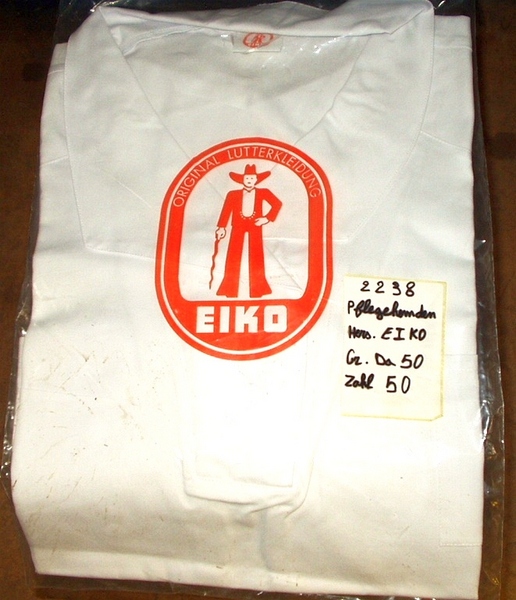 ORIGINAL LUTTERKLEIDUNG
EIKO
2238
Pflegehemden
Hers. EIKO
Gr. Da 50
Zahl 50